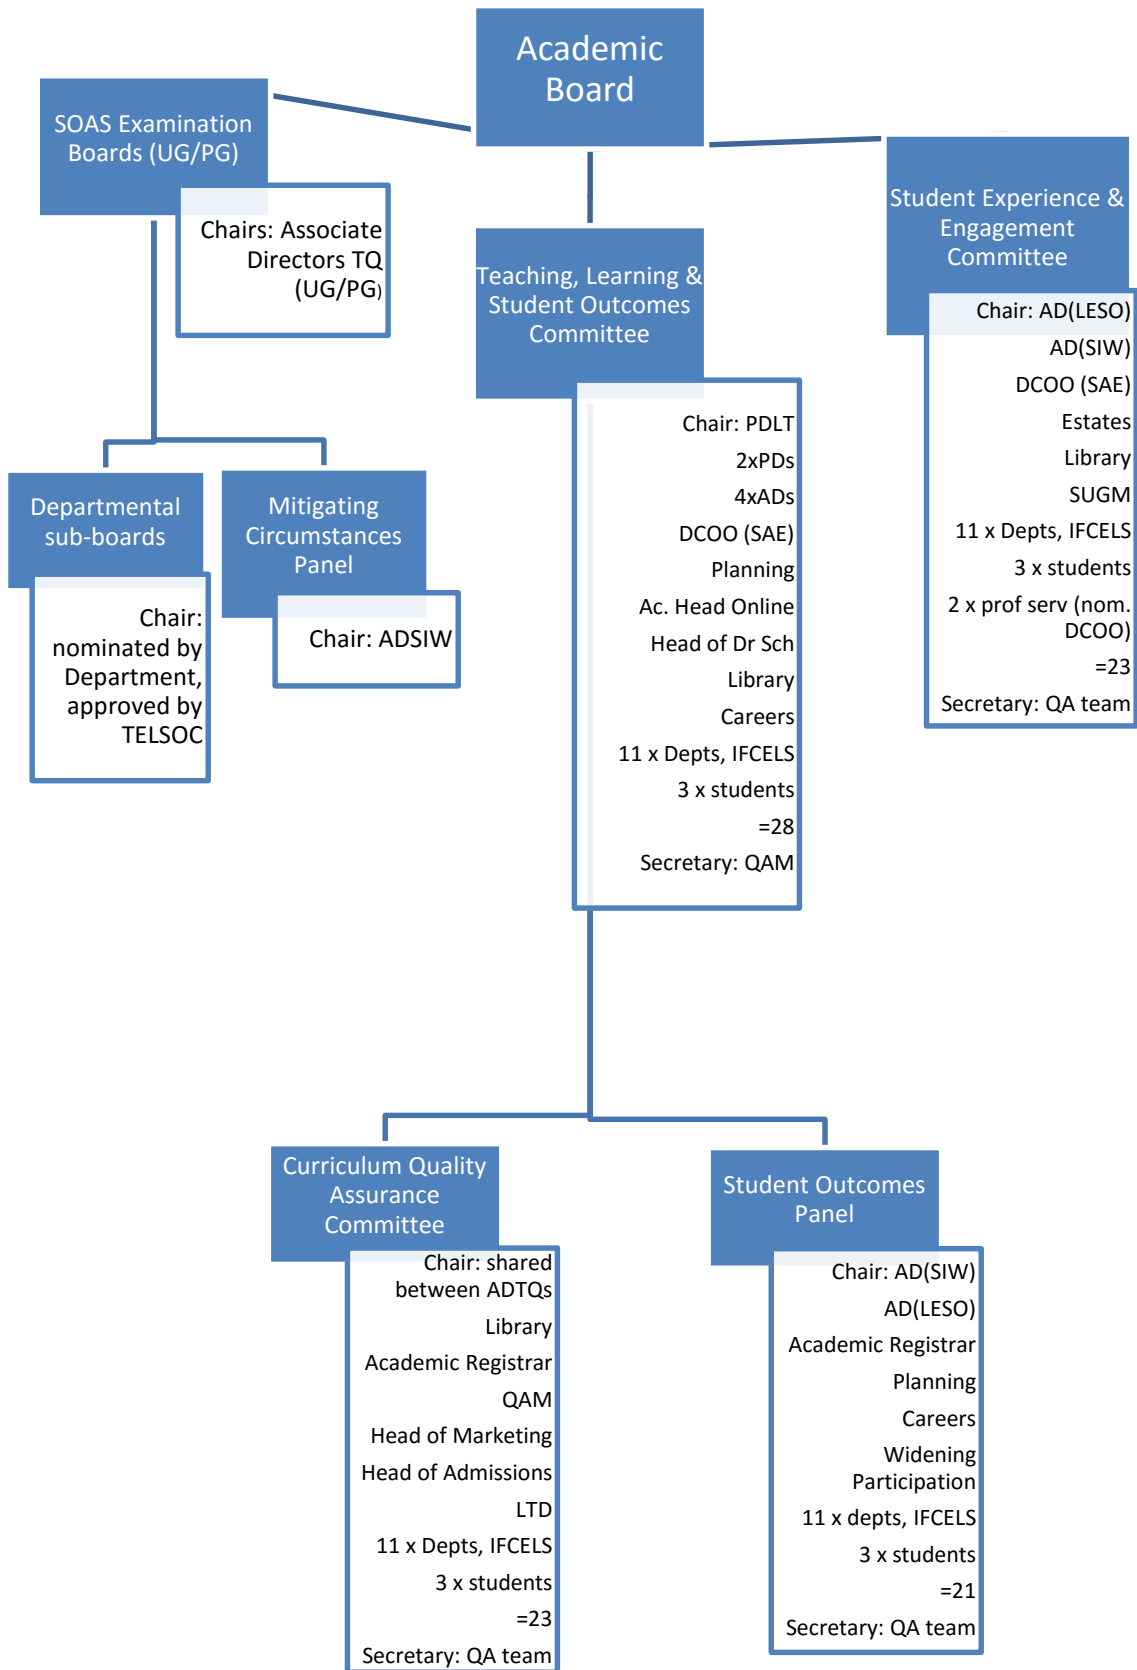 Academic
Board
SOAS Examination
Boards (UG/PG)
Chairs: Associate
Directors TQ
(UG/PG)
Departmental
sub-boards
Chair:
nominated by
Department,
approved by
TELSOC
Mitigating
Circumstances
Panel
Chair: ADSIW
Teaching, Learning &
Student Outcomes
Committee
Chair: PDLT
2xPDs
4xADs
DCOO (SAE)
Planning
Ac. Head Online
Head of Dr Sch
Library
Careers
11 x Depts, IFCELS
3 x students
=28
Secretary: QAM
Student Experience &
Engagement
Committee
Chair: AD(LESO)
AD(SIW)
DCOO (SAE)
Estates
Library
SUGM
11 x Depts, IFCELS
3 x students
2 x prof serv (nom.
DCOO)
=23
Secretary: QA team
Curriculum Quality
Assurance
Committee
Chair: shared
between ADTQs
Library
Academic Registrar
QAM
Head of Marketing
Head of Admissions
LTD
11 x Depts, IFCELS
3 x students
=23
Secretary: QA team
Student Outcomes
Panel
Chair: AD(SIW)
AD(LESO)
Academic Registrar
Planning
Careers
Widening
Participation
11 x depts, IFCELS
3 x students
=21
Secretary: QA team